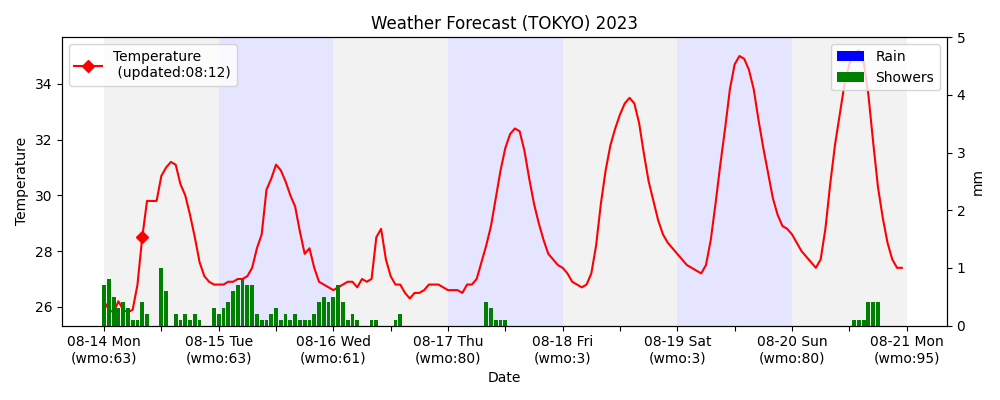 Weather Forecast (TOKYO) 2023
Temperature
(updated:08:12)
Rain
Showers
Temperature
34
32
30
28
26
5
4
3
2
1
0
mm
08-14 Mon
(wmo:63)
08-15 Tue
(wmo:63)
08-16 Wed
(wmo:61)
08-17 Thu
(wmo:80)
08-18 Fri
(wmo:3)
08-19 Sat
(wmo:3)
08-20 Sun
(wmo:80)
08-21 Mon
(wmo:95)
Date